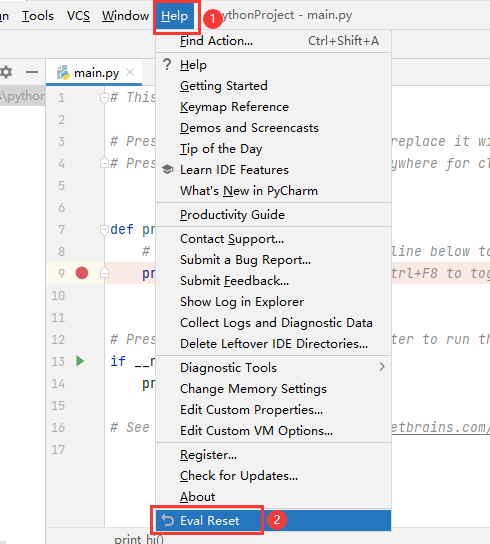 Tools VCS Window Help PythonProject - main.py
1
Find Action... Ctrl+Shift+A
main.py
Help
Getting Started
Keymap Reference
Demos and Screencasts
Tip of the Day
Learn IDE Features
What's New in PyCharm
Productivity Guide
Contact Support...
Submit a Bug Report...
Submit Feedback...
Show Log in Explorer
Collect Logs and Diagnostic Data
Delete Leftover IDE Directories...
Diagnostic Tools
Change Memory Settings
Edit Custom Properties...
Edit Custom VM Options...
Register...
Check for Updates...
About
Eval Reset
2
s\python
1 # This
2
3 # Pres replace it wi
4 # Pres ywhere for cl
5
6
7 def pr
8 # line below to
9 pr trl+F8 to tog
10
11
12 # Pres ter to run th
13 if __n
14 pr
15
16 # See etbrains.com/
17
print_hi()